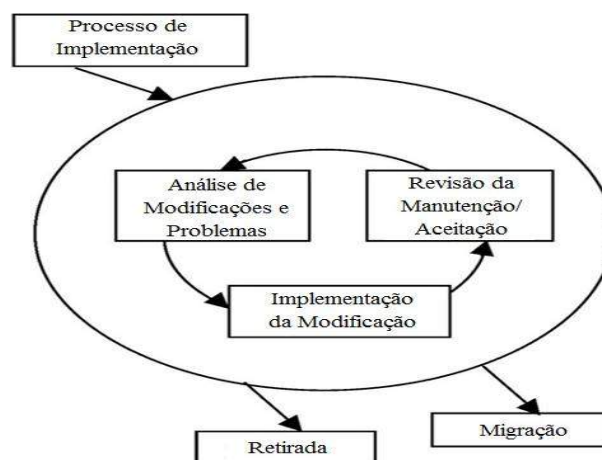 Processo de
Implementação
Análise de
Modificações e
Problemas
Revisão da
Manutenção/
Aceitação
Implementação
da Modificação
Retirada
Migração